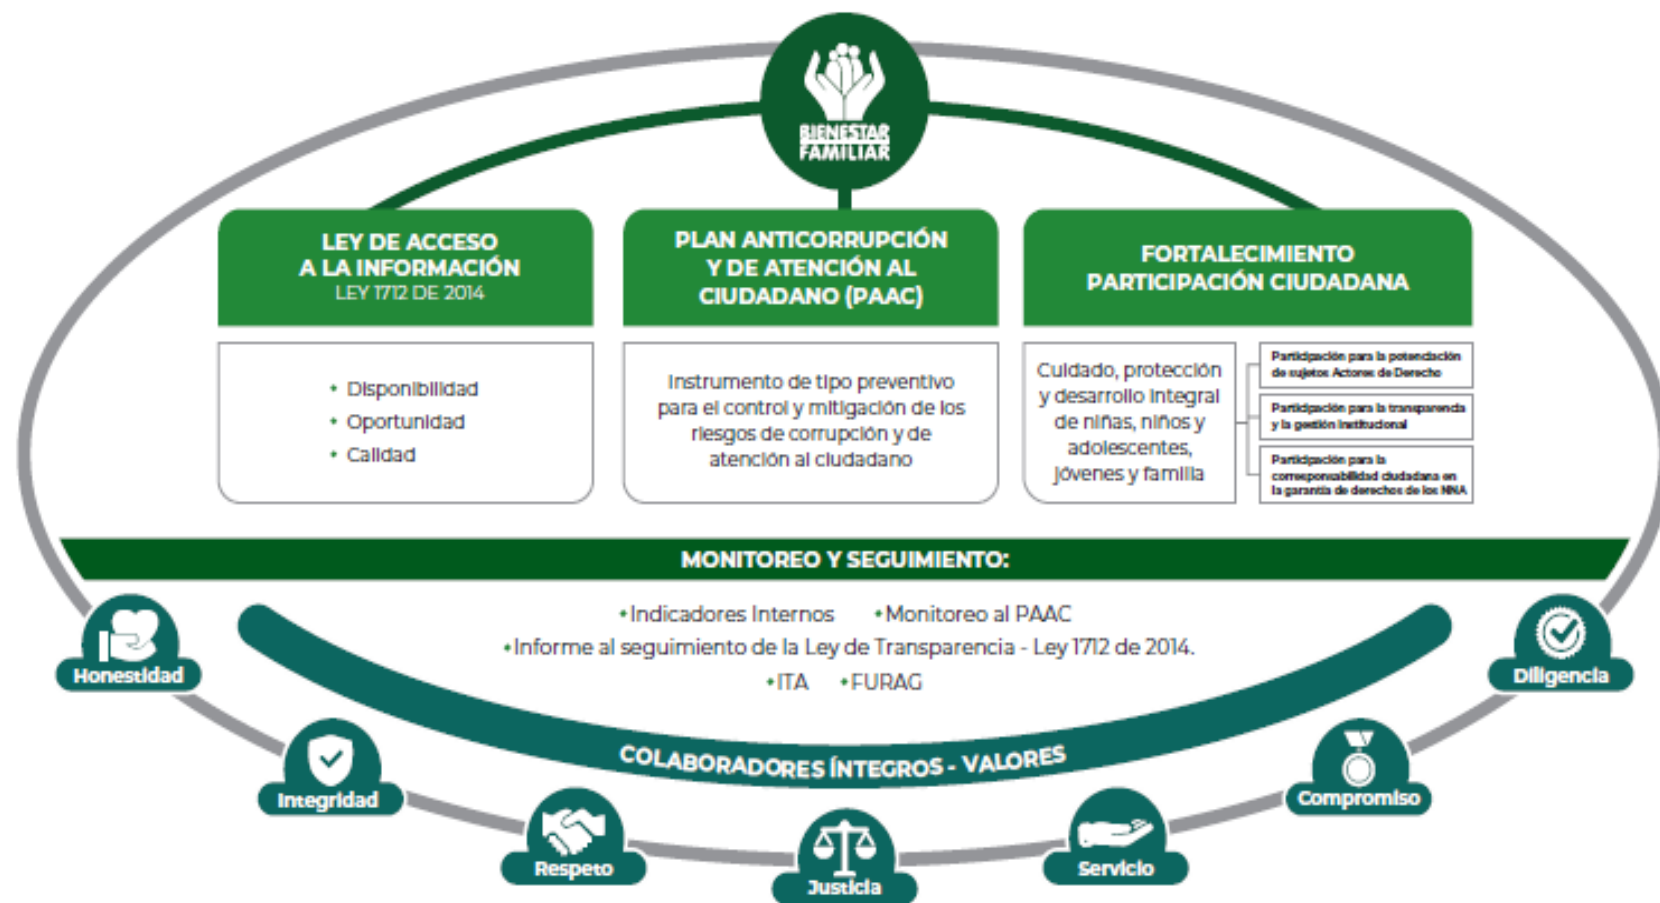 BIENESTAR
FAMILIAR
LEY DE ACCESO
A LA INFORMACIÓN
LEY 1712 DE 2014
• Disponibilidad
• Oportunidad
• Calidad
PLAN ANTICORRUPCIÓN
Y DE ATENCIÓN AL
CIUDADANO (PAAC)
Instrumento de tipo preventivo
para el control y mitigación de los
riesgos de corrupción y de
atención al ciudadano
FORTALECIMIENTO
PARTICIPACIÓN CIUDADANA
Cuidado, protección
y desarrollo integral
de niñas, niños y
adolescentes,
jóvenes y familia
Participación para la potenciación
de sujetos Actores de Derecho
Participación para la transparencia
y la gestión institucional
Participación para la
corresponsabilidad ciudadana en
la garantía de derechos de los NNA
MONITOREO Y SEGUIMIENTO:
•Indicadores Internos •Monitoreo al PAAC
•Informe al seguimiento de la Ley de Transparencia - Ley 1712 de 2014.
•ITA •FURAG
COLABORADORES ÍNTEGROS - VALORES
Honestidad
Integridad
Respeto
Justicia
Servicio
Compromiso
Diligencia